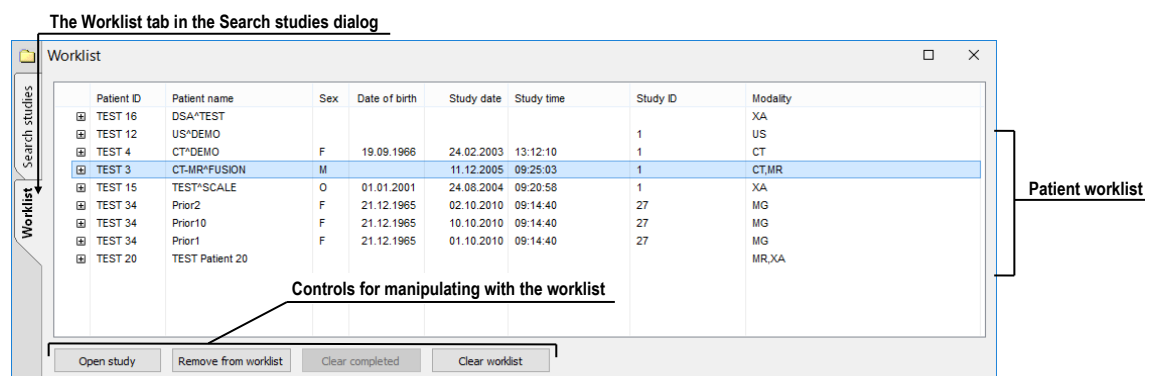 The Worklist tab in the Search studies dialog
Worklist
Search studies
Worklist
Patient ID Patient name Sex Date of birth Study date Study time Study ID Modality
TEST 16 DSA^TEST XA
TEST 12 US^DEMO 1 US
TEST 4 CT^DEMO F 19.09.1966 24.02.2003 13:12:10 1 CT
TEST 3 CT-MR^FUSION M 11.12.2005 09:25:03 1 CT,MR
TEST 15 TEST^SCALE O 01.01.2001 24.08.2004 09:20:58 1 XA
TEST 34 Prior2 F 21.12.1965 02.10.2010 09:14:40 27 MG
TEST 34 Prior10 F 21.12.1965 10.10.2010 09:14:40 27 MG
TEST 34 Prior1 F 21.12.1965 01.10.2010 09:14:40 27 MG
TEST 20 TEST Patient 20 MR,XA
Patient worklist
Controls for manipulating with the worklist
Open study Remove from worklist Clear completed Clear worklist